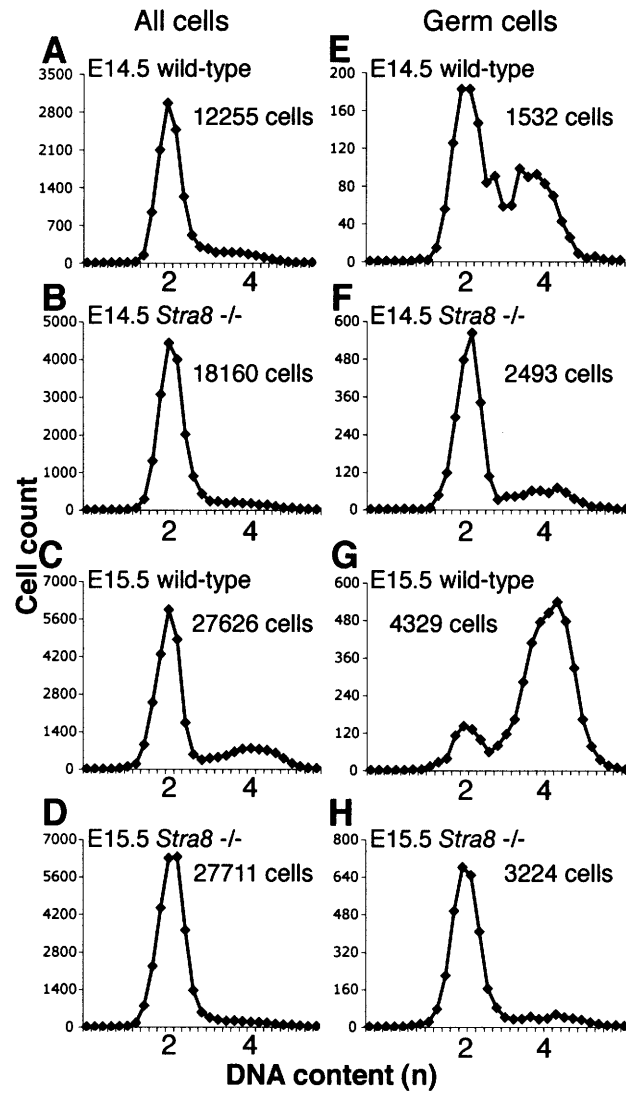 All cells
Germ cells
A
E14.5 wild-type
12255 cells
3500
2800
2100
1400
700
0
2 4
E
E14.5 wild-type
1532 cells
200
160
120
80
40
0
2 4
B
E14.5 Stra8 -/-
18160 cells
5000
4000
3000
2000
1000
0
2 4
F
E14.5 Stra8 -/-
2493 cells
600
480
360
240
120
0
2 4
Cell count
C
E15.5 wild-type
27626 cells
7000
5600
4200
2800
1400
0
2 4
G
E15.5 wild-type
4329 cells
600
480
360
240
120
0
2 4
D
E15.5 Stra8 -/-
27711 cells
7000
5600
4200
2800
1400
0
2 4
H
E15.5 Stra8 -/-
3224 cells
800
640
480
320
160
0
2 4
DNA content (n)